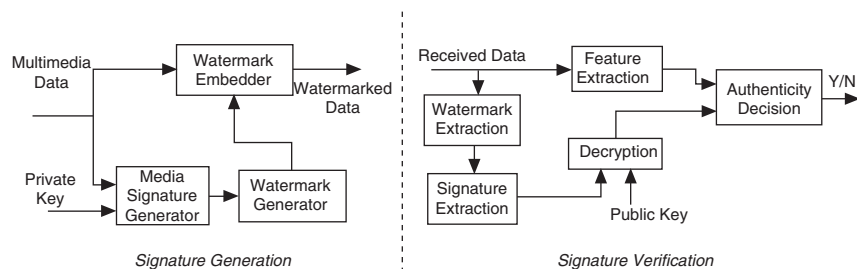 Multimedia
Data
Watermark
Embedder
Watermarked
Data
Private
Key
Media
Signature
Generator
Watermark
Generator
Signature Generation
Received Data
Feature
Extraction
Y/N
Authenticity
Decision
Watermark
Extraction
Decryption
Signature
Extraction
Public Key
Signature Verification